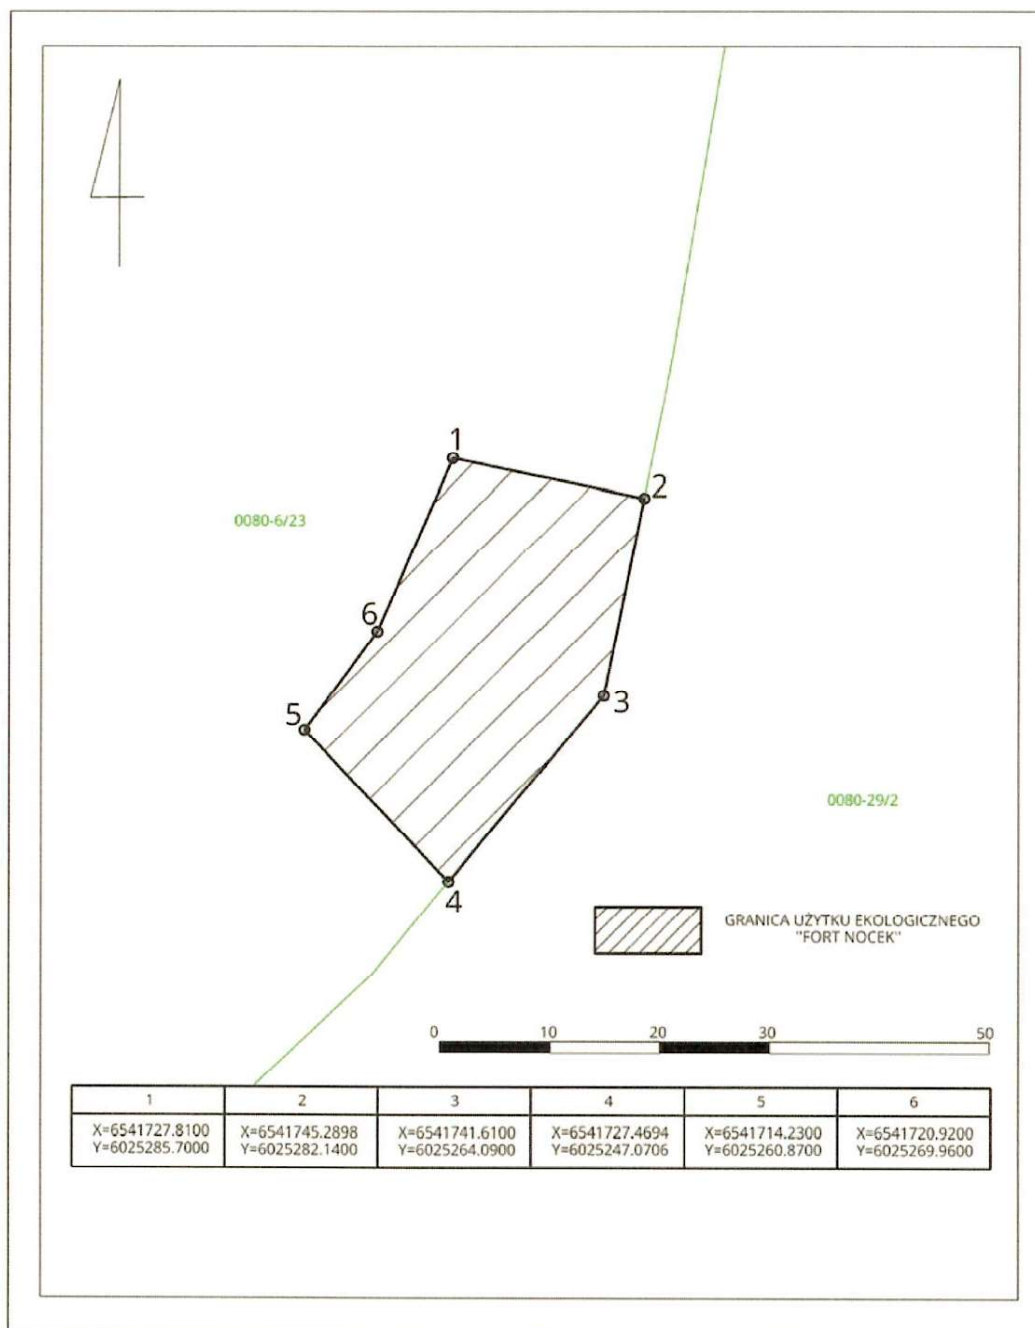 1
2
0080-6/23
6
3
5
0080-29/2
4
GRANICA UŻYTKU EKOLOGICZNEGO
"FORT NOCEK"
0 10 20 30 50
1 2 3 4 5 6
X=6541727.8100 X=6541745.2898 X=6541741.6100 X=6541727.4694 X=6541714.2300 X=6541720.9200
Y=6025285.7000 Y=6025282.1400 Y=6025264.0900 Y=6025247.0706 Y=6025260.8700 Y=6025269.9600